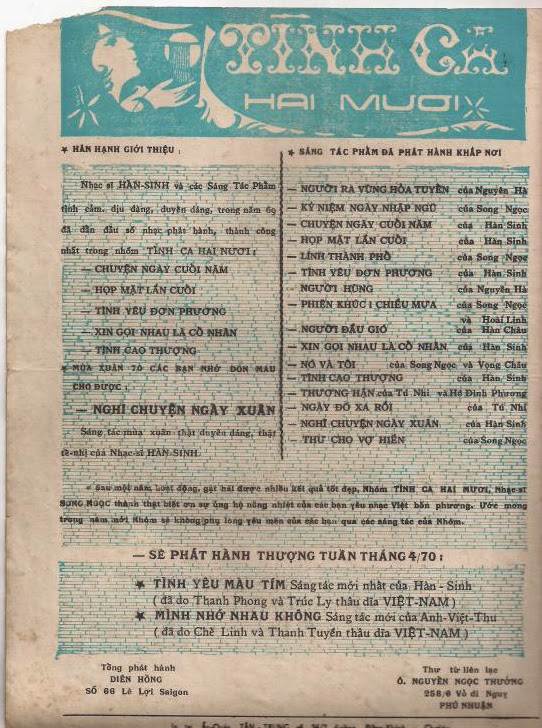 TÌNH CA
HAI MƯƠI
★ HÂN HẠNH GIỚI THIỆU :
Nhạc sĩ HÀN-SINH và các Sáng Tác Phẩm
tình cảm, dịu dàng, duyên dáng, trong năm 69
đã dẫn đầu số nhạc phát hành, thành công
nhất trong nhóm TÌNH CA HAI MƯƠI :
— CHUYỆN NGÀY CUỐI NĂM
— HỌP MẶT LẦN CUỐI
— TÌNH YÊU ĐƠN PHƯƠNG
— XIN GỌI NHAU LÀ CỐ NHÂN
— TÌNH CAO THƯỢNG
★ MÙA XUÂN 70 CÁC BẠN NHỚ ĐÓN MAU
CHO ĐƯỢC :
— NGHĨ CHUYỆN NGÀY XUÂN
Sáng tác mùa xuân thật duyên dáng, thật
tế-nhị của Nhạc-sĩ HÀN-SINH
★ SÁNG TÁC PHẨM ĐÃ PHÁT HÀNH KHẮP NƠI
— NGƯỜI RA VÙNG HỎA TUYẾN của Nguyên Hà
— KỶ NIỆM NGÀY NHẬP NGŨ của Song Ngọc
— CHUYỆN NGÀY CUỐI NĂM của Hàn Sinh
— HỌP MẶT LẦN CUỐI của Hàn Sinh
— LÍNH THÀNH PHỐ của Song Ngọc
— TÌNH YÊU ĐƠN PHƯƠNG của Hàn Sinh
— NGƯỜI HÙNG của Nguyên Hà
— PHIÊN KHÚC 1 CHIỀU MƯA của Song Ngọc
và Hoài Linh
— NGƯỜI ĐẦU GIÓ của Hàn Châu
— XIN GỌI NHAU LÀ CỐ NHÂN của Hàn Sinh
— NÓ VÀ TÔI của Song Ngọc và Vọng Châu
— TÌNH CAO THƯỢNG của Hàn Sinh
— THƯƠNG HẬN của Tú Nhi và Hồ Đình Phương
— NGÀY ĐÓ XA RỒI của Tú Nhi
— NGHĨ CHUYỆN NGÀY XUÂN của Hàn Sinh
— THƯ CHO VỢ HIỀN của Song Ngọc
★ Sau một năm hoạt động, gặt hái được nhiều kết quả tốt đẹp, Nhóm TÌNH CA HAI MƯƠI, Nhạc-sĩ
SONG NGỌC thành thật biết ơn sự ủng hộ nồng nhiệt của các bạn yêu nhạc Việt bốn phương. Ước mong
trong năm mới Nhóm sẽ không phụ lòng yêu mến của các bạn qua các sáng tác của Nhóm.
— SẼ PHÁT HÀNH THƯỢNG TUẦN THÁNG 4/70 :
★ TÌNH YÊU MÀU TÍM Sáng tác mới nhất của Hàn - Sinh
( đã do Thanh Phong và Trúc Ly thâu dĩa VIỆT-NAM )
★ MÌNH NHỚ NHAU KHÔNG Sáng tác mới của Anh-Việt-Thu
( đã do Chế Linh và Thanh Tuyền thâu dĩa VIỆT-NAM )
Tổng phát hành
DIÊN HỒNG
SỐ 66 Lê Lợi Saigon
Thư từ liên lạc
Ô. NGUYỄN NGỌC THƯỞNG
258/6 Võ di Nguy
PHÚ NHUẬN